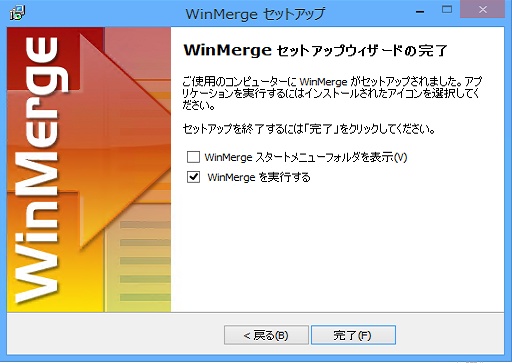 WinMerge セットアップ
WinMerge
WinMerge セットアップウィザードの完了
ご使用のコンピューターに WinMerge がセットアップされました。アプ
リケーションを実行するにはインストールされたアイコンを選択してく
ださい。
セットアップを終了するには「完了」をクリックしてください。
WinMerge スタートメニューフォルダを表示(V)
WinMerge を実行する
< 戻る(B)
完了(F)